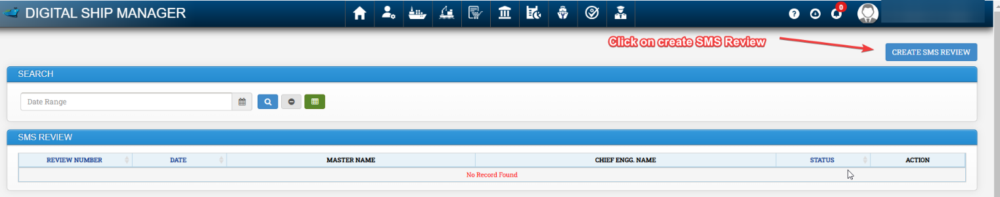 DIGITAL SHIP MANAGER
0
Click on create SMS Review
CREATE SMS REVIEW
SEARCH
Date Range
SMS REVIEW
REVIEW NUMBER DATE MASTER NAME CHIEF ENGG. NAME STATUS ACTION
No Record Found